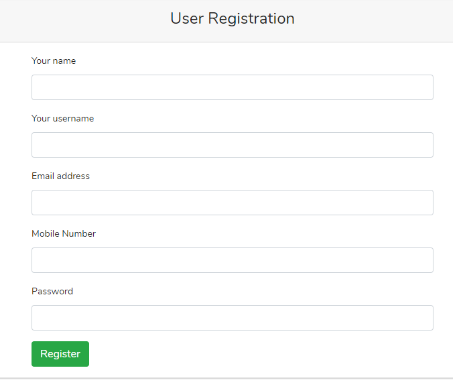 User Registration
Your name
Your username
Email address
Mobile Number
Password
Register